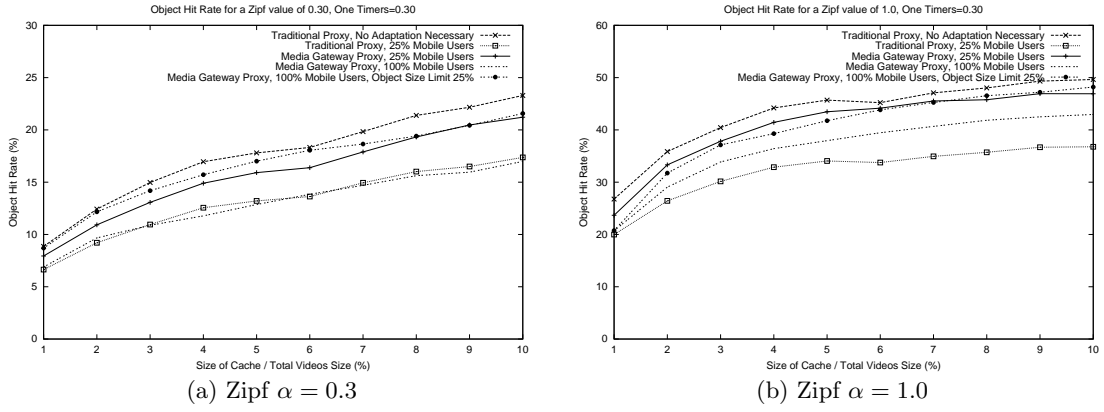 Object Hit Rate for a Zipf value of 0.30, One Timers=0.30
Traditional Proxy, No Adaptation Necessary
Traditional Proxy, 25% Mobile Users
Media Gateway Proxy, 25% Mobile Users
Media Gateway Proxy, 100% Mobile Users
Media Gateway Proxy, 100% Mobile Users, Object Size Limit 25%
Object Hit Rate (%)
30
25
20
15
10
5
0
1 2 3 4 5 6 7 8 9 10
Size of Cache / Total Videos Size (%)
(a) Zipf α = 0.3
Object Hit Rate for a Zipf value of 1.0, One Timers=0.30
Traditional Proxy, No Adaptation Necessary
Traditional Proxy, 25% Mobile Users
Media Gateway Proxy, 25% Mobile Users
Media Gateway Proxy, 100% Mobile Users
Media Gateway Proxy, 100% Mobile Users, Object Size Limit 25%
Object Hit Rate (%)
60
50
40
30
20
10
0
1 2 3 4 5 6 7 8 9 10
Size of Cache / Total Videos Size (%)
(b) Zipf α = 1.0